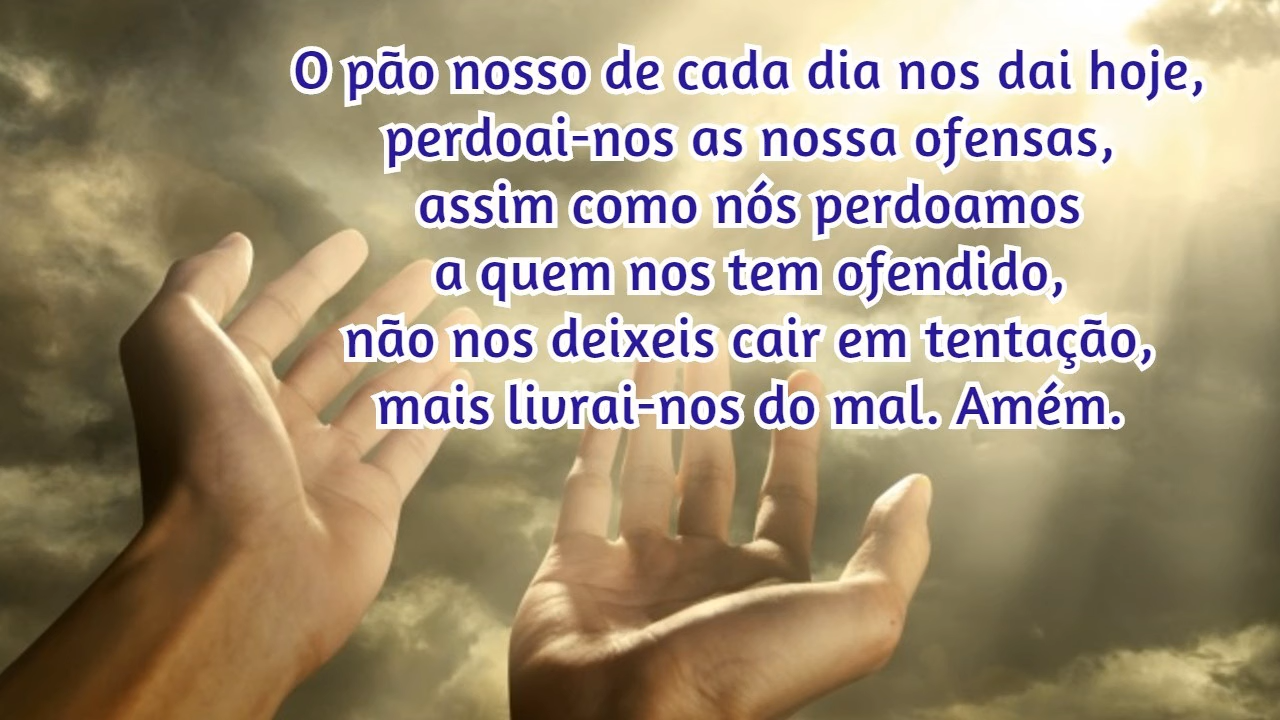 O pão nosso de cada dia nos dai hoje,
perdoai-nos as nossa ofensas,
assim como nós perdoamos
a quem nos tem ofendido,
não nos deixeis cair em tentação,
mais livrai-nos do mal. Amém.